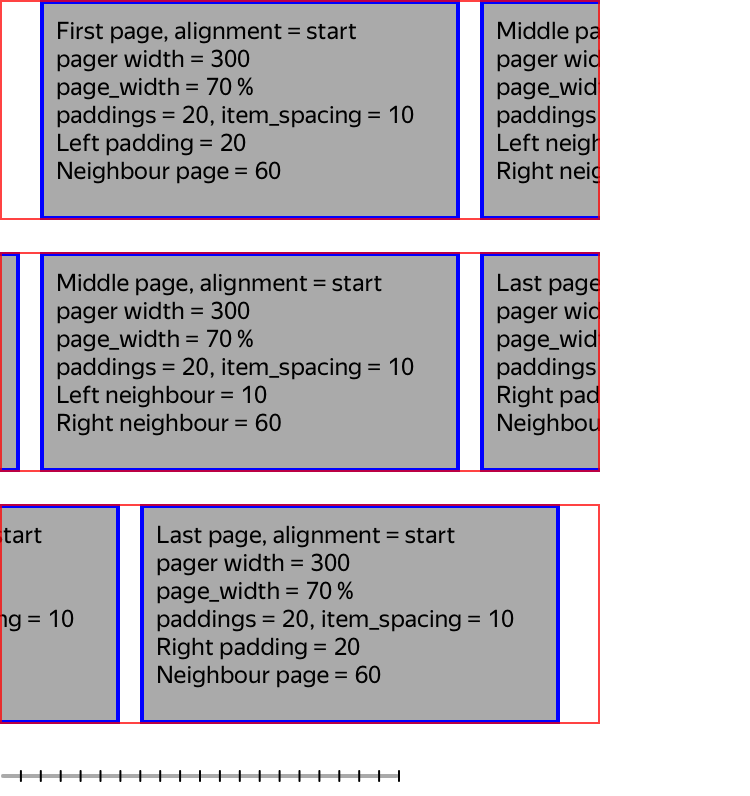 First page, alignment = start
pager width = 300
page_width = 70 %
paddings = 20, item_spacing = 10
Left padding = 20
Neighbour page = 60
Middle pa
pager wid
page_widt
paddings
Left neigh
Right neig
Middle page, alignment = start
pager width = 300
page_width = 70 %
paddings = 20, item_spacing = 10
Left neighbour = 10
Right neighbour = 60
Last page
pager wid
page_widt
paddings
Right pad
Neighbou
start
ng = 10
Last page, alignment = start
pager width = 300
page_width = 70 %
paddings = 20, item_spacing = 10
Right padding = 20
Neighbour page = 60